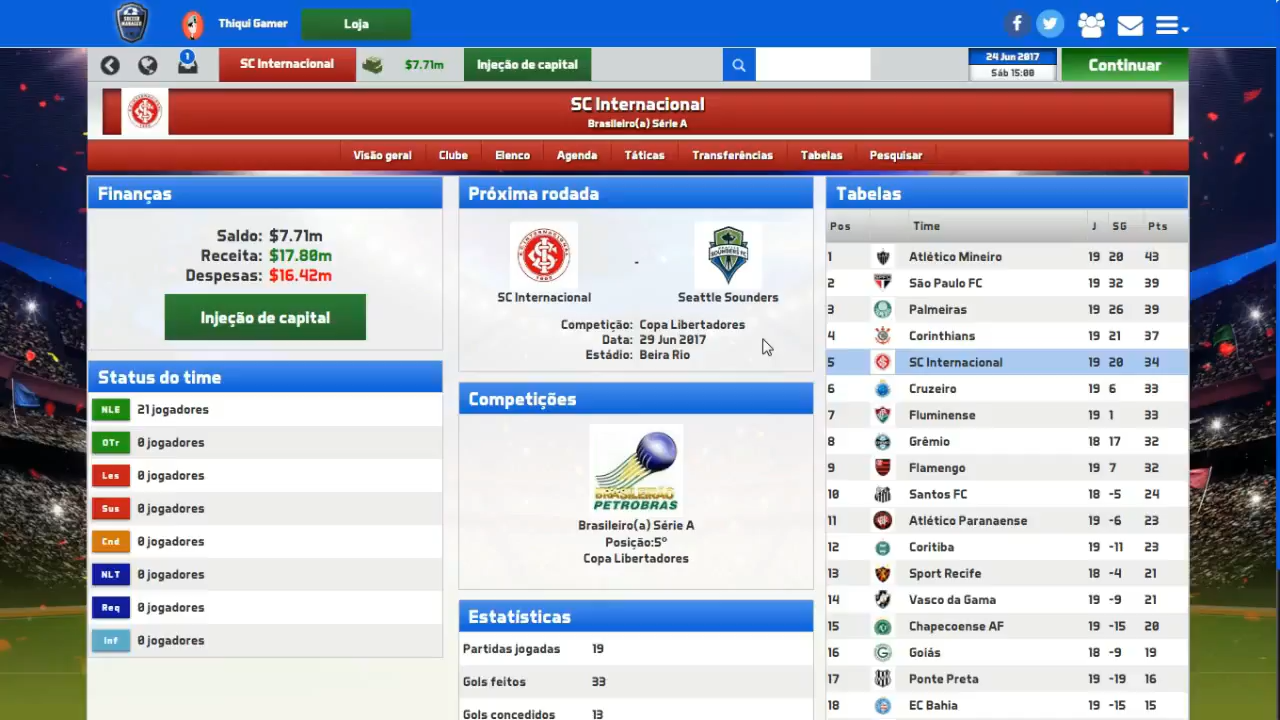 Thiqui Gamer
Loja
1
SC Internacional
$7.71m
Injeção de capital
24 Jun 2017
Sáb 15:00
Continuar
SC Internacional
Brasileiro(a) Série A
Visão geral
Clube
Elenco
Agenda
Táticas
Transferências
Tabelas
Pesquisar
Finanças
Saldo: $7.71m
Receita: $17.80m
Despesas: $16.42m
Injeção de capital
Status do time
NLE 21 jogadores
OTr 0 jogadores
Les 0 jogadores
Sus 0 jogadores
Cnd 0 jogadores
NLT 0 jogadores
Req 0 jogadores
Inf 0 jogadores
Próxima rodada
-
SC Internacional
Seattle Sounders
Competição: Copa Libertadores
Data: 29 Jun 2017
Estádio: Beira Rio
Competições
BRASILEIRÃO
PETROBRAS
Brasileiro(a) Série A
Posição:5º
Copa Libertadores
Estatísticas
Partidas jogadas 19
Gols feitos 33
Gols concedidos 13
Tabelas
Pos Time J SG Pts
1 Atlético Mineiro 19 20 43
2 São Paulo FC 19 32 39
3 Palmeiras 19 26 39
4 Corinthians 19 21 37
5 SC Internacional 19 20 34
6 Cruzeiro 19 6 33
7 Fluminense 19 1 33
8 Grêmio 18 17 32
9 Flamengo 19 7 32
10 Santos FC 18 -5 24
11 Atlético Paranaense 19 -6 23
12 Coritiba 19 -11 23
13 Sport Recife 18 -4 21
14 Vasco da Gama 19 -9 21
15 Chapecoense AF 19 -15 20
16 Goiás 18 -9 19
17 Ponte Preta 19 -19 16
18 EC Bahia 19 -15 15